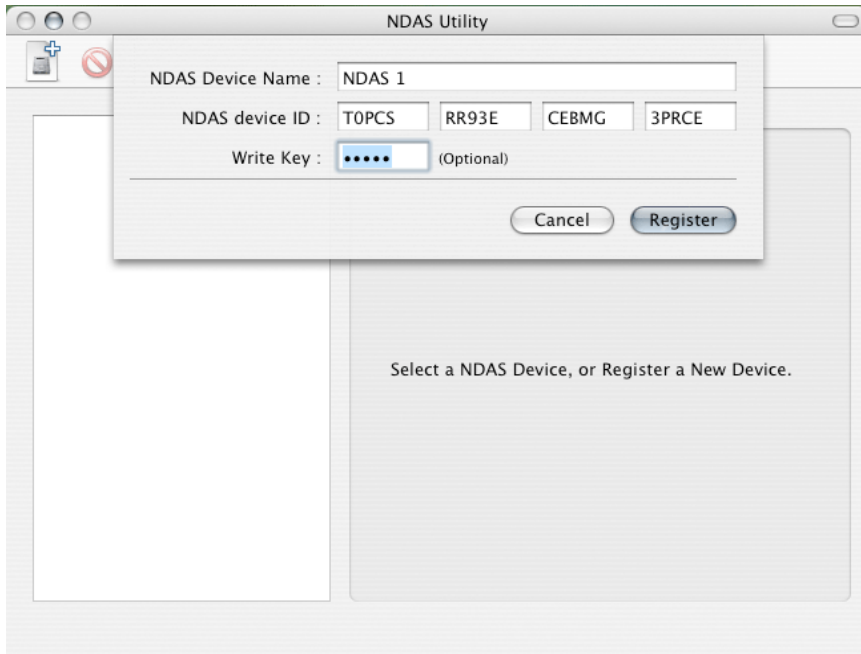 NDAS Utility
NDAS Device Name : NDAS 1
NDAS device ID : T0PCS RR93E CEBMG 3PRCE
Write Key : ••••• (Optional)
Cancel Register
Select a NDAS Device, or Register a New Device.